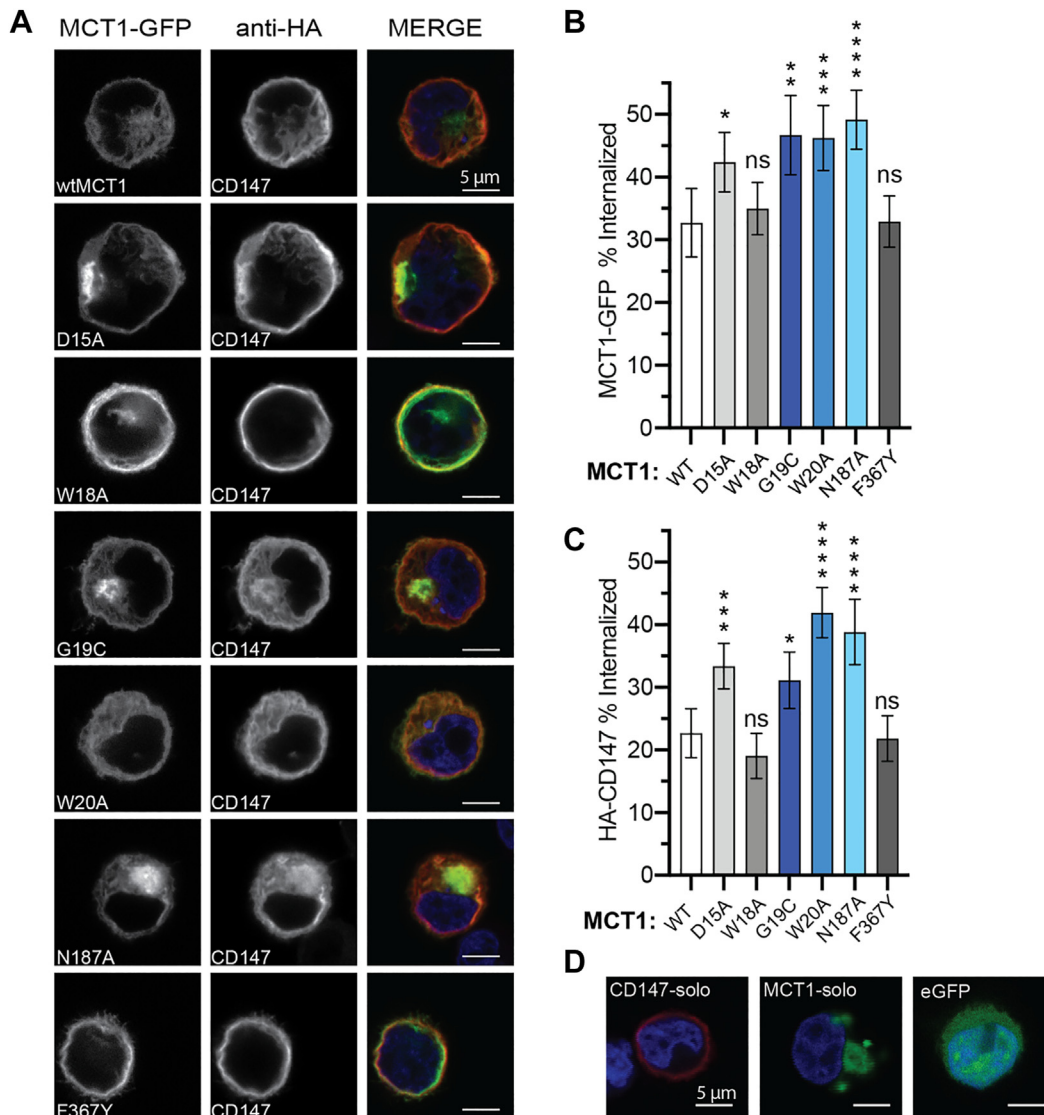 A
MCT1-GFP
anti-HA
MERGE
wtMCT1
CD147
5 µm
D15A
CD147
W18A
CD147
G19C
CD147
W20A
CD147
N187A
CD147
F367Y
CD147
B
MCT1-GFP % Internalized
50
40
30
20
10
0
*
ns
**
***
****
ns
MCT1:
WT
D15A
W18A
G19C
W20A
N187A
F367Y
C
HA-CD147 % Internalized
50
40
30
20
10
0
***
ns
*
****
****
ns
MCT1:
WT
D15A
W18A
G19C
W20A
N187A
F367Y
D
CD147-solo
MCT1-solo
eGFP
5 µm